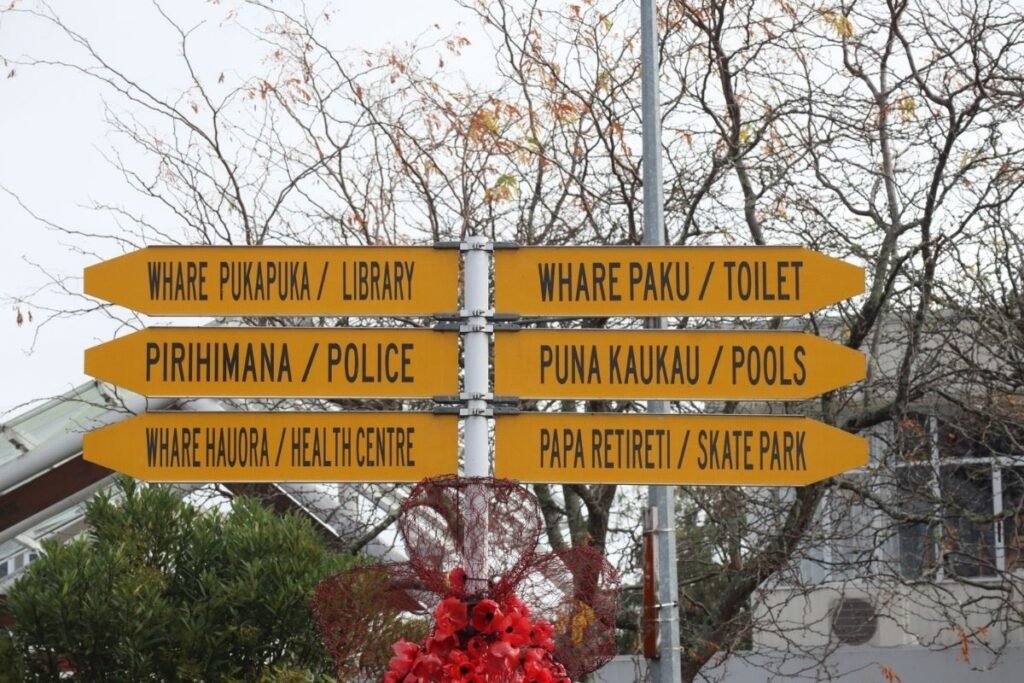 WHARE PUKAPUKA / LIBRARY
PIRIHIMANA / POLICE
WHARE HAUORA / HEALTH CENTRE
WHARE PAKU / TOILET
PUNA KAUKAU / POOLS
PAPA RETIRETI / SKATE PARK